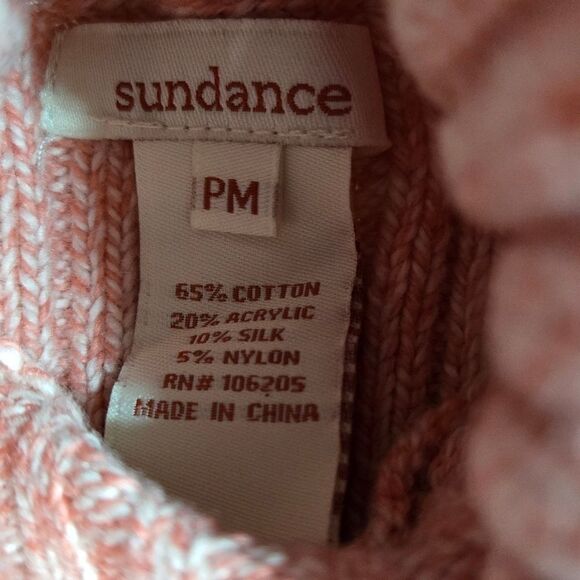 sundance
PM
65% COTTON
20% ACRYLIC
10% SILK
5% NYLON
RN# 106205
MADE IN CHINA